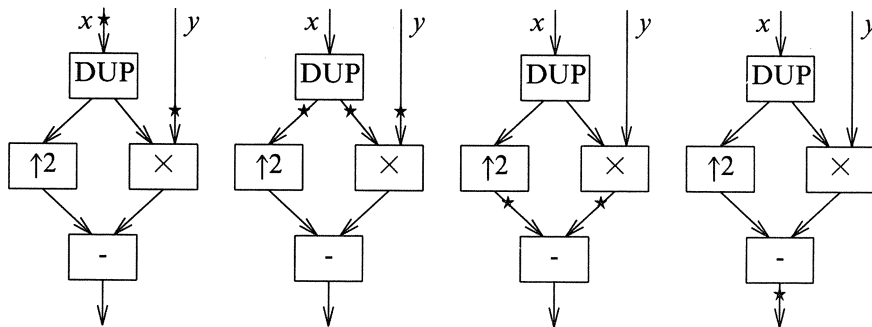 x y x y x y x y
DUP DUP DUP DUP
↑2 × ↑2 × ↑2 × ↑2 ×
- - - -